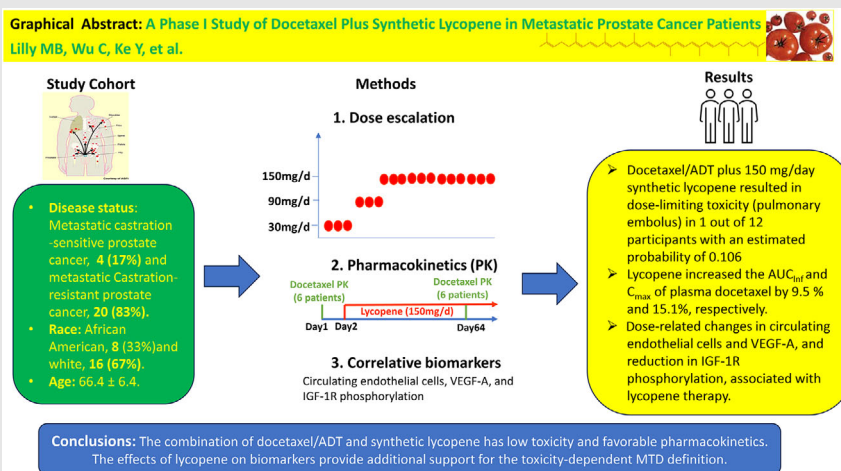 Graphical Abstract: A Phase I Study of Docetaxel Plus Synthetic Lycopene in Metastatic Prostate Cancer Patients
Lilly MB, Wu C, Ke Y, et al.
Study Cohort
• Disease status:
Metastatic castration
-sensitive prostate
cancer, 4 (17%) and
metastatic Castration-
resistant prostate
cancer, 20 (83%).
• Race: African
American, 8 (33%)and
white, 16 (67%).
• Age: 66.4 ± 6.4.
Methods
1. Dose escalation
150mg/d
90mg/d
30mg/d
2. Pharmacokinetics (PK)
Docetaxel PK
(6 patients)
Docetaxel PK
(6 patients)
Lycopene (150mg/d)
Day1
Day2
Day64
3. Correlative biomarkers
Circulating endothelial cells, VEGF-A, and
IGF-1R phosphorylation
Results
➤ Docetaxel/ADT plus 150 mg/day
synthetic lycopene resulted in
dose-limiting toxicity (pulmonary
embolus) in 1 out of 12
participants with an estimated
probability of 0.106
➤ Lycopene increased the AUCinf and
Cmax of plasma docetaxel by 9.5 %
and 15.1%, respectively.
➤ Dose-related changes in circulating
endothelial cells and VEGF-A, and
reduction in IGF-1R
phosphorylation, associated with
lycopene therapy.
Conclusions: The combination of docetaxel/ADT and synthetic lycopene has low toxicity and favorable pharmacokinetics.
The effects of lycopene on biomarkers provide additional support for the toxicity-dependent MTD definition.